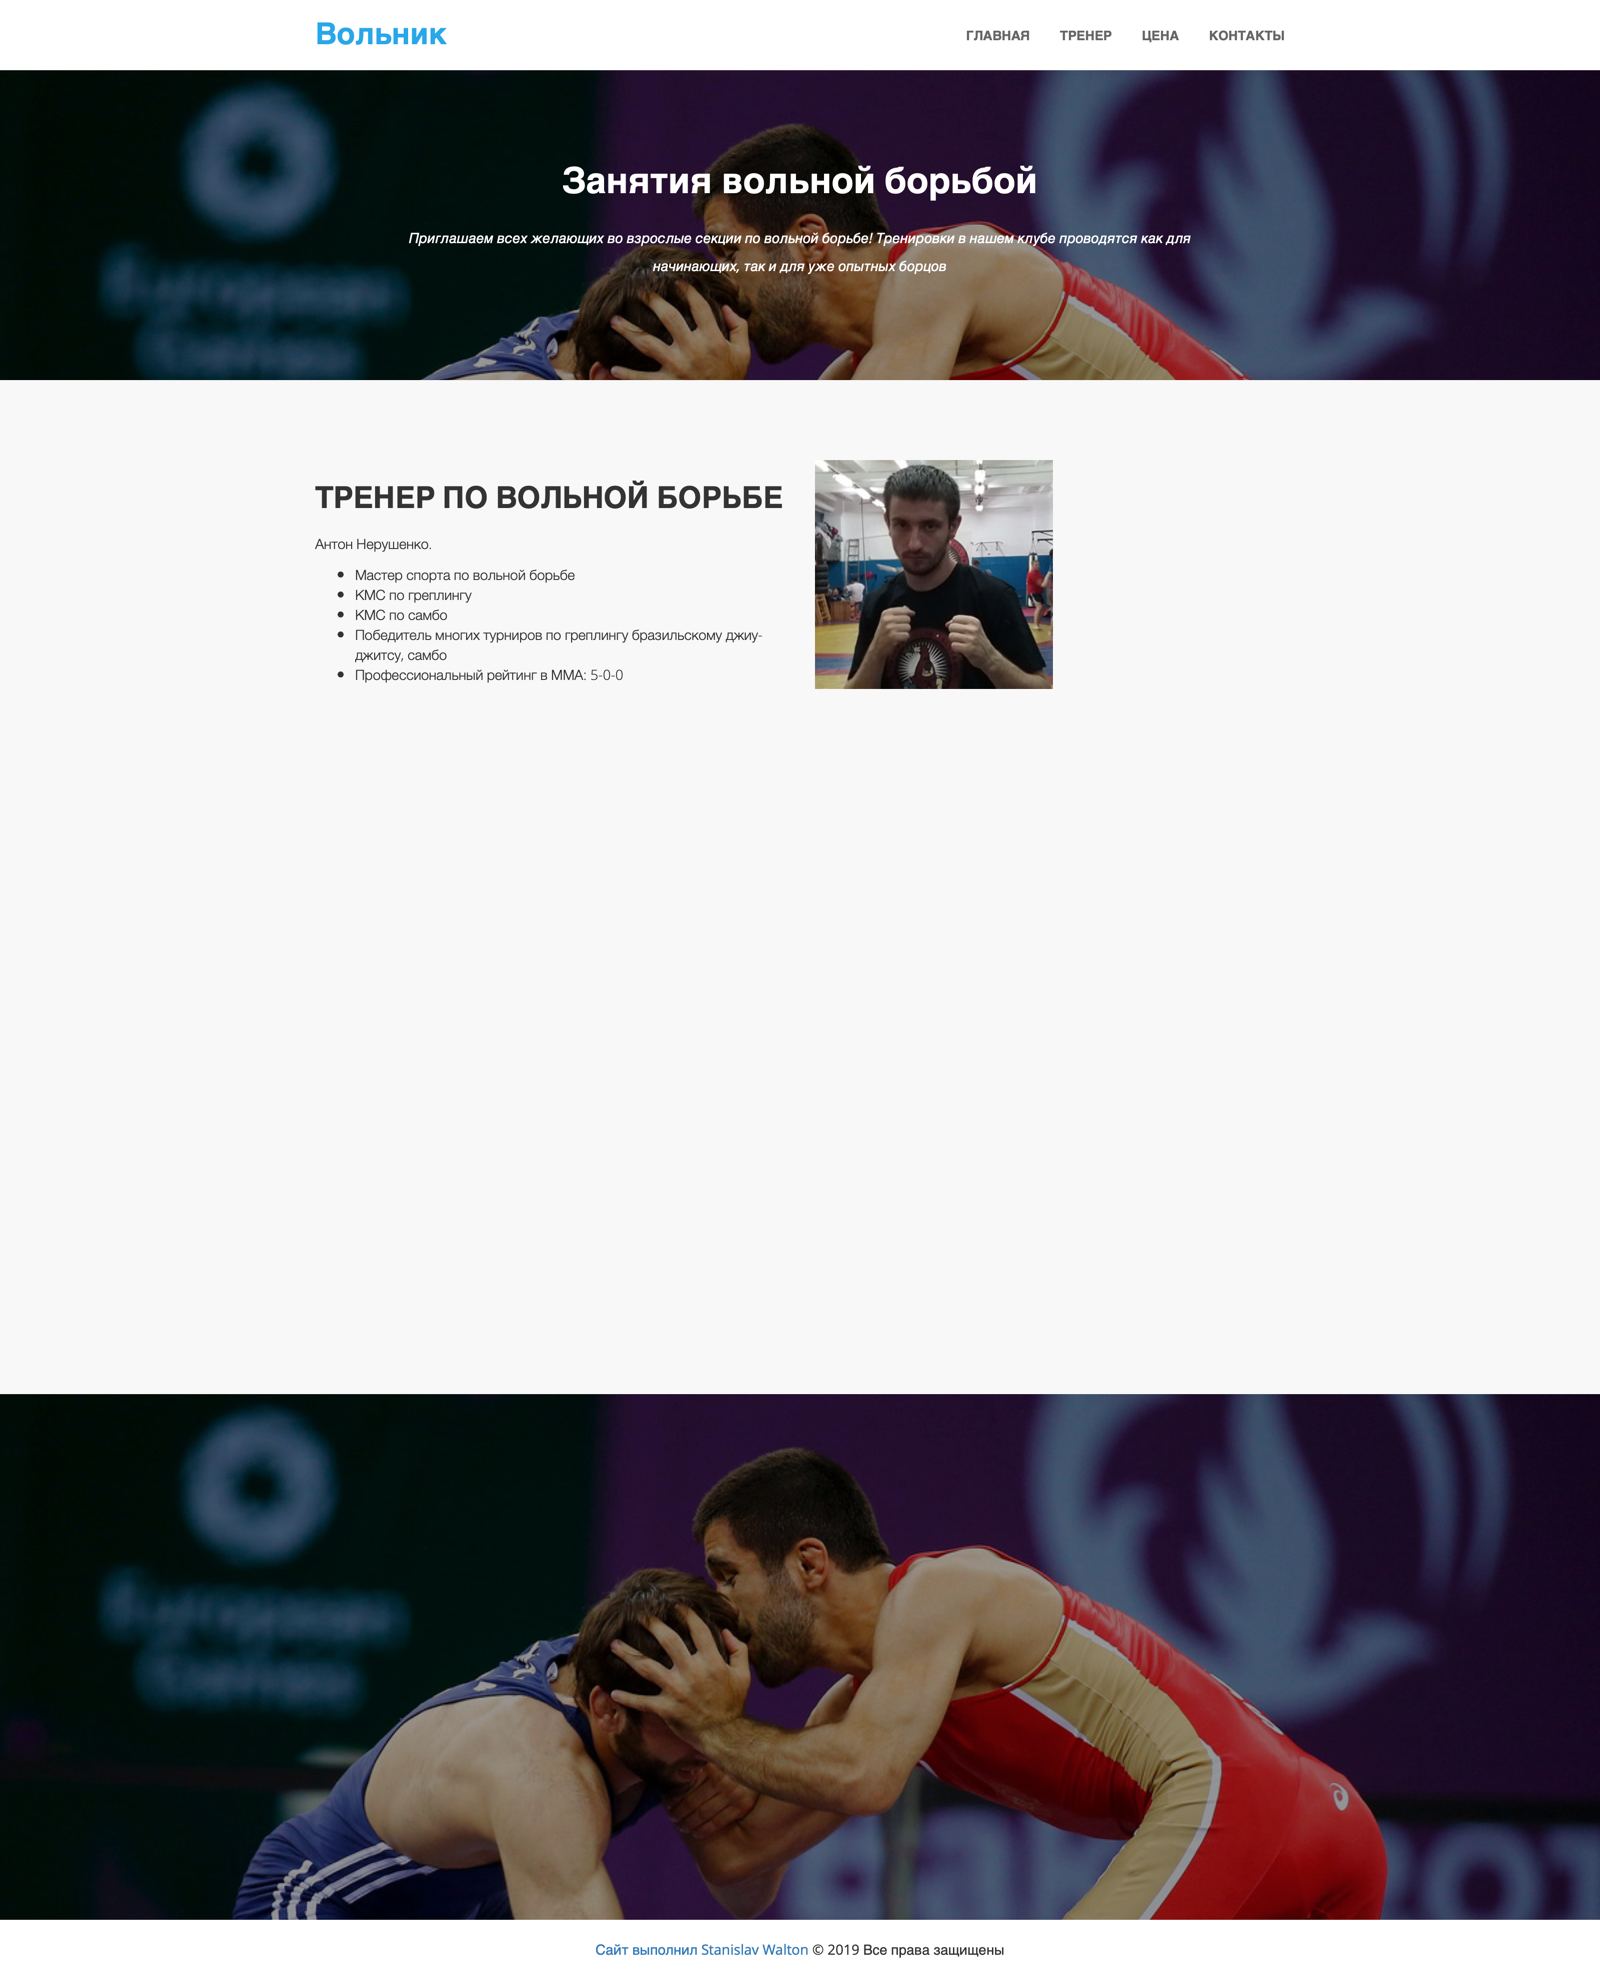 Вольник
ГЛАВНАЯ ТРЕНЕР ЦЕНА КОНТАКТЫ
Занятия вольной борьбой
Приглашаем всех желающих во взрослые секции по вольной борьбе! Тренировки в нашем клубе проводятся как для
начинающих, так и для уже опытных борцов
ТРЕНЕР ПО ВОЛЬНОЙ БОРЬБЕ
Антон Нерушенко.
• Мастер спорта по вольной борьбе
• КМС по греплингу
• КМС по самбо
• Победитель многих турниров по греплингу бразильскому джиу-
джитсу, самбо
• Профессиональный рейтинг в ММА: 5-0-0
Сайт выполнил Stanislav Walton © 2019 Все права защищены